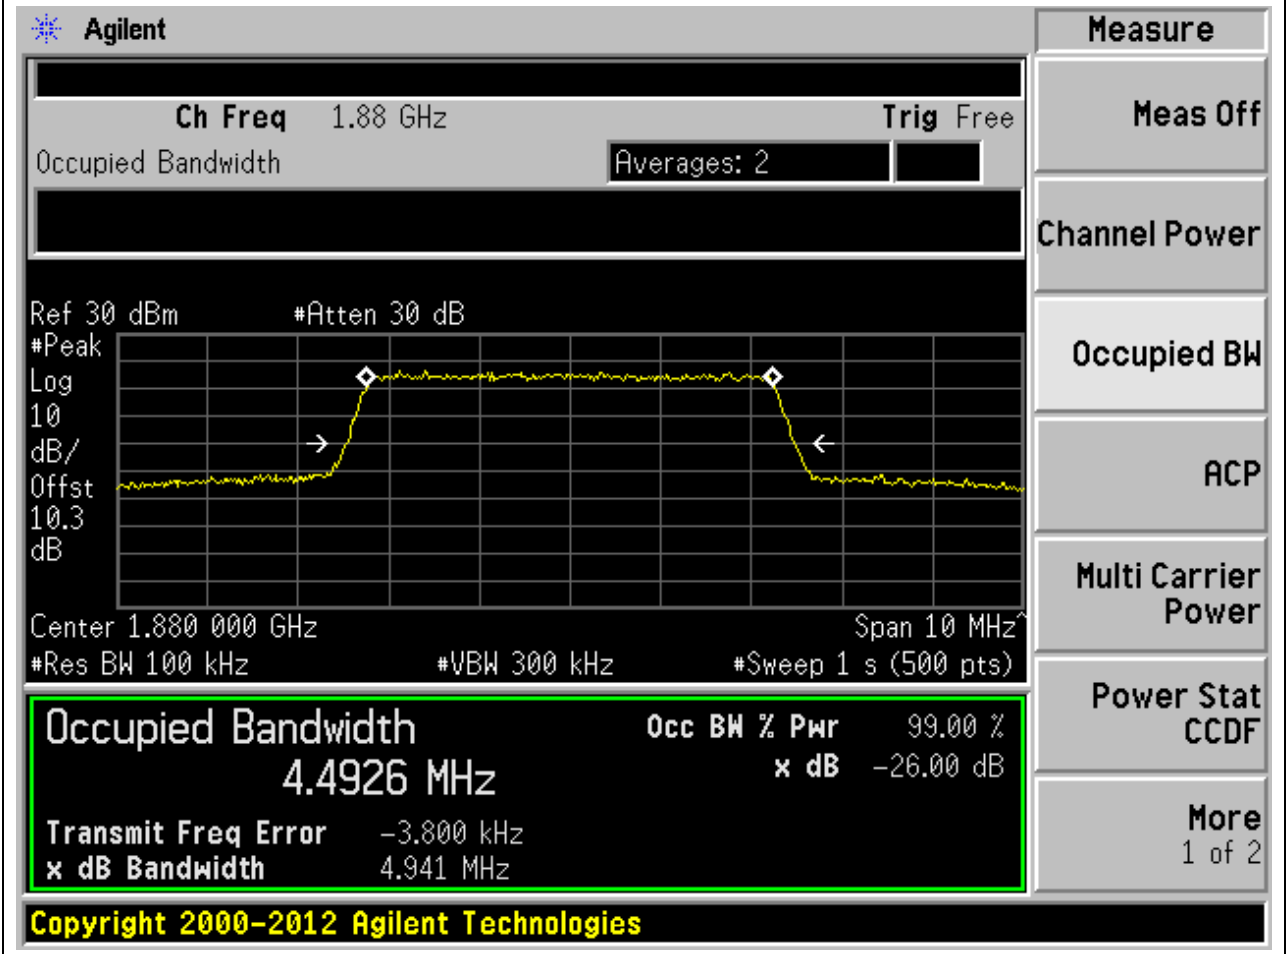 Agilent
Measure
Ch Freq 1.88 GHz Trig Free
Occupied Bandwidth Averages: 2
Meas Off
Channel Power
Occupied BW
ACP
Multi Carrier
Power
Power Stat
CCDF
More
1 of 2
Ref 30 dBm #Atten 30 dB
#Peak
Log
10
dB/
Offst
10.3
dB
Center 1.880 000 GHz Span 10 MHz^
#Res BW 100 kHz #VBW 300 kHz #Sweep 1 s (500 pts)
Occupied Bandwidth Occ BW % Pwr 99.00 %
4.4926 MHz x dB -26.00 dB
Transmit Freq Error -3.800 kHz
x dB Bandwidth 4.941 MHz
Copyright 2000-2012 Agilent Technologies